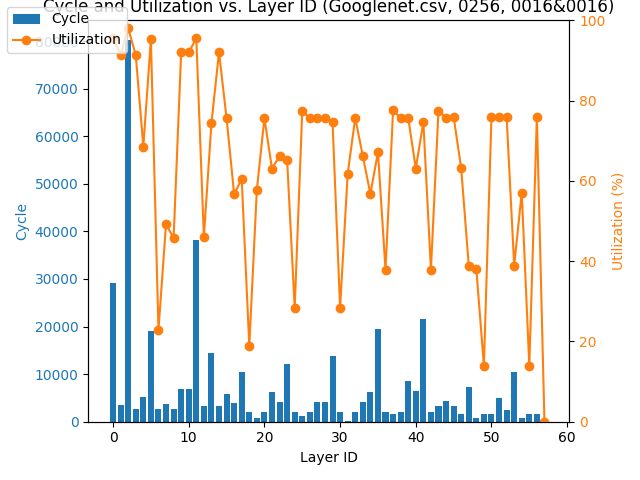 Cycle and Utilization vs. Layer ID (Googlenet.csv, 0256, 0016&0016)
Cycle
Utilization
80000
70000
60000
50000
40000
30000
20000
10000
0
Cycle
100
80
60
40
20
0
Utilization (%)
0 10 20 30 40 50 60
Layer ID